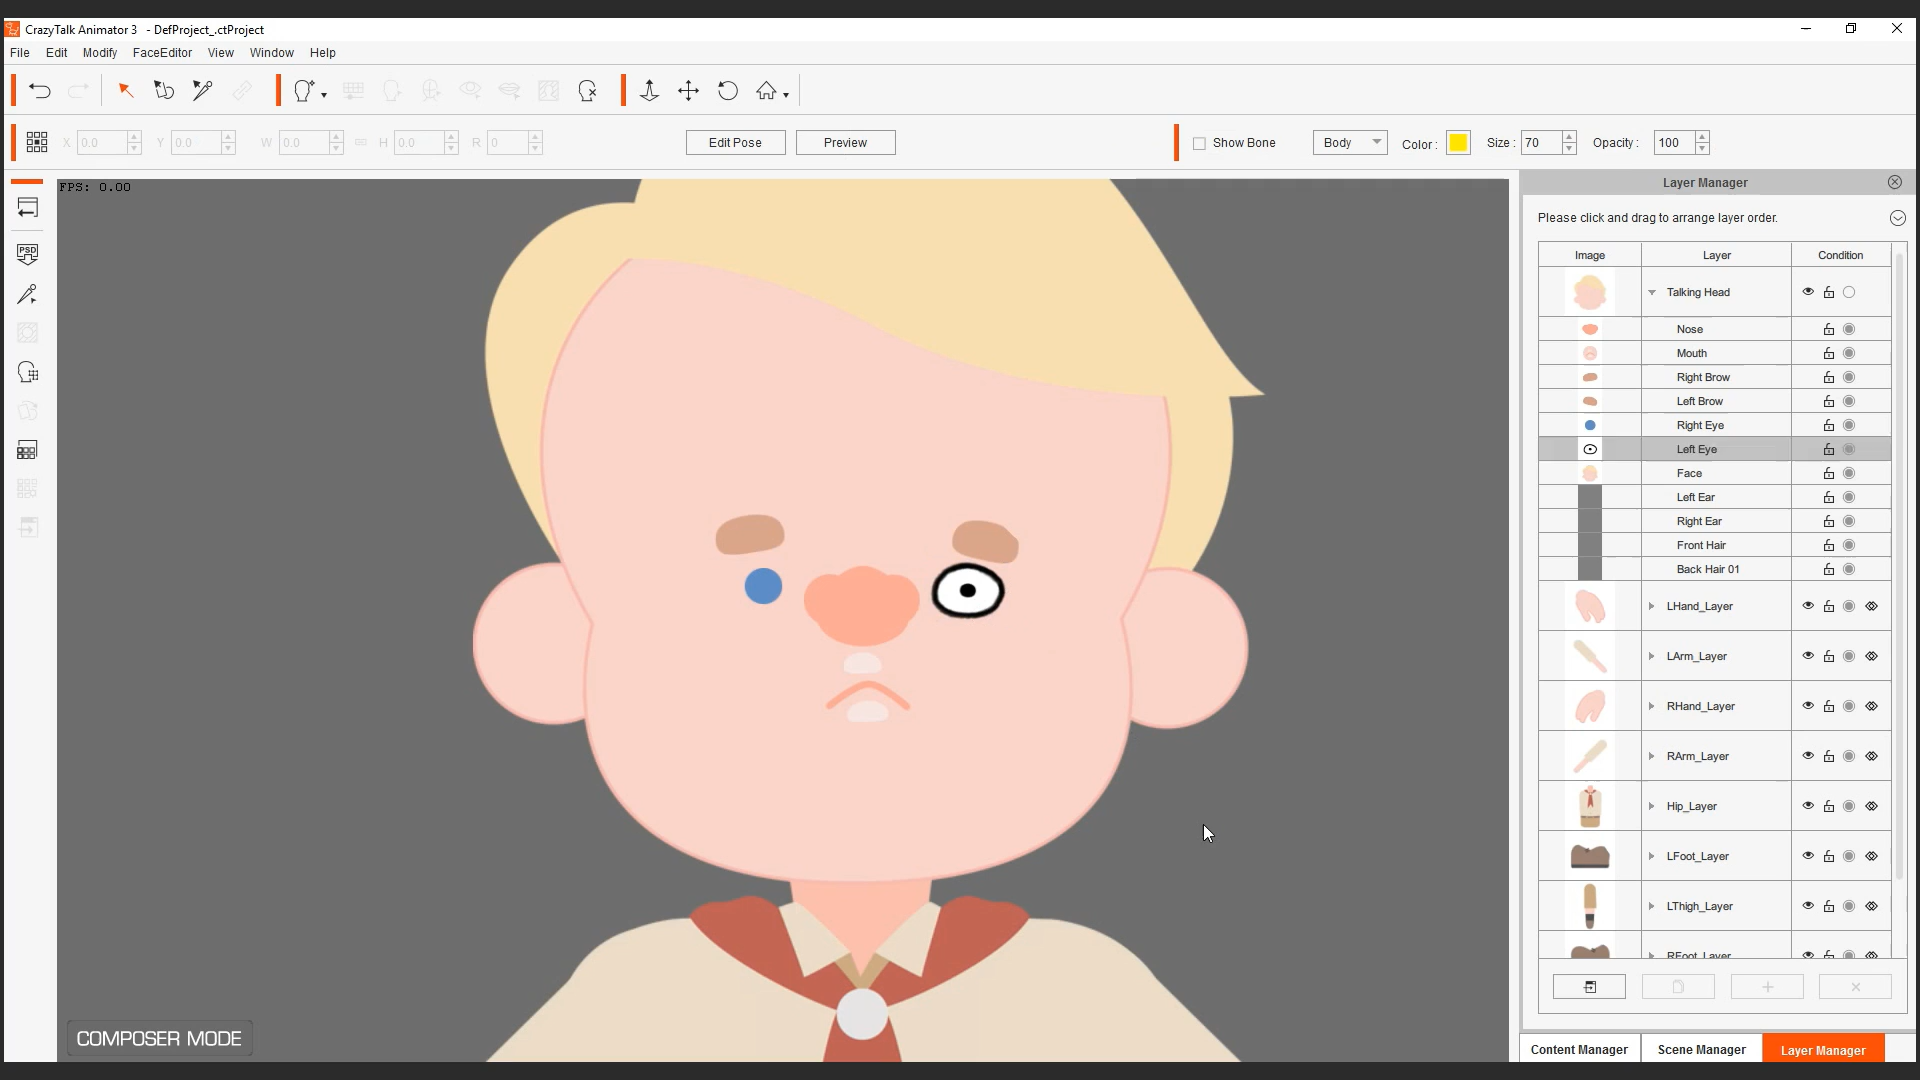 CrazyTalk Animator 3 - DefProject_.ctProject
File Edit Modify FaceEditor View Window Help
X 0.0 Y 0.0 W 0.0 H 0.0 R 0 Edit Pose Preview Show Bone Body Color : Size : 70 Opacity : 100
FPS: 0.00
Layer Manager
Please click and drag to arrange layer order.
Image Layer Condition
Talking Head
Nose
Mouth
Right Brow
Left Brow
Right Eye
Left Eye
Face
Left Ear
Right Ear
Front Hair
Back Hair 01
LHand_Layer
LArm_Layer
RHand_Layer
RArm_Layer
Hip_Layer
LFoot_Layer
LThigh_Layer
RFoot_Layer
PSD
COMPOSER MODE
Content Manager Scene Manager Layer Manager